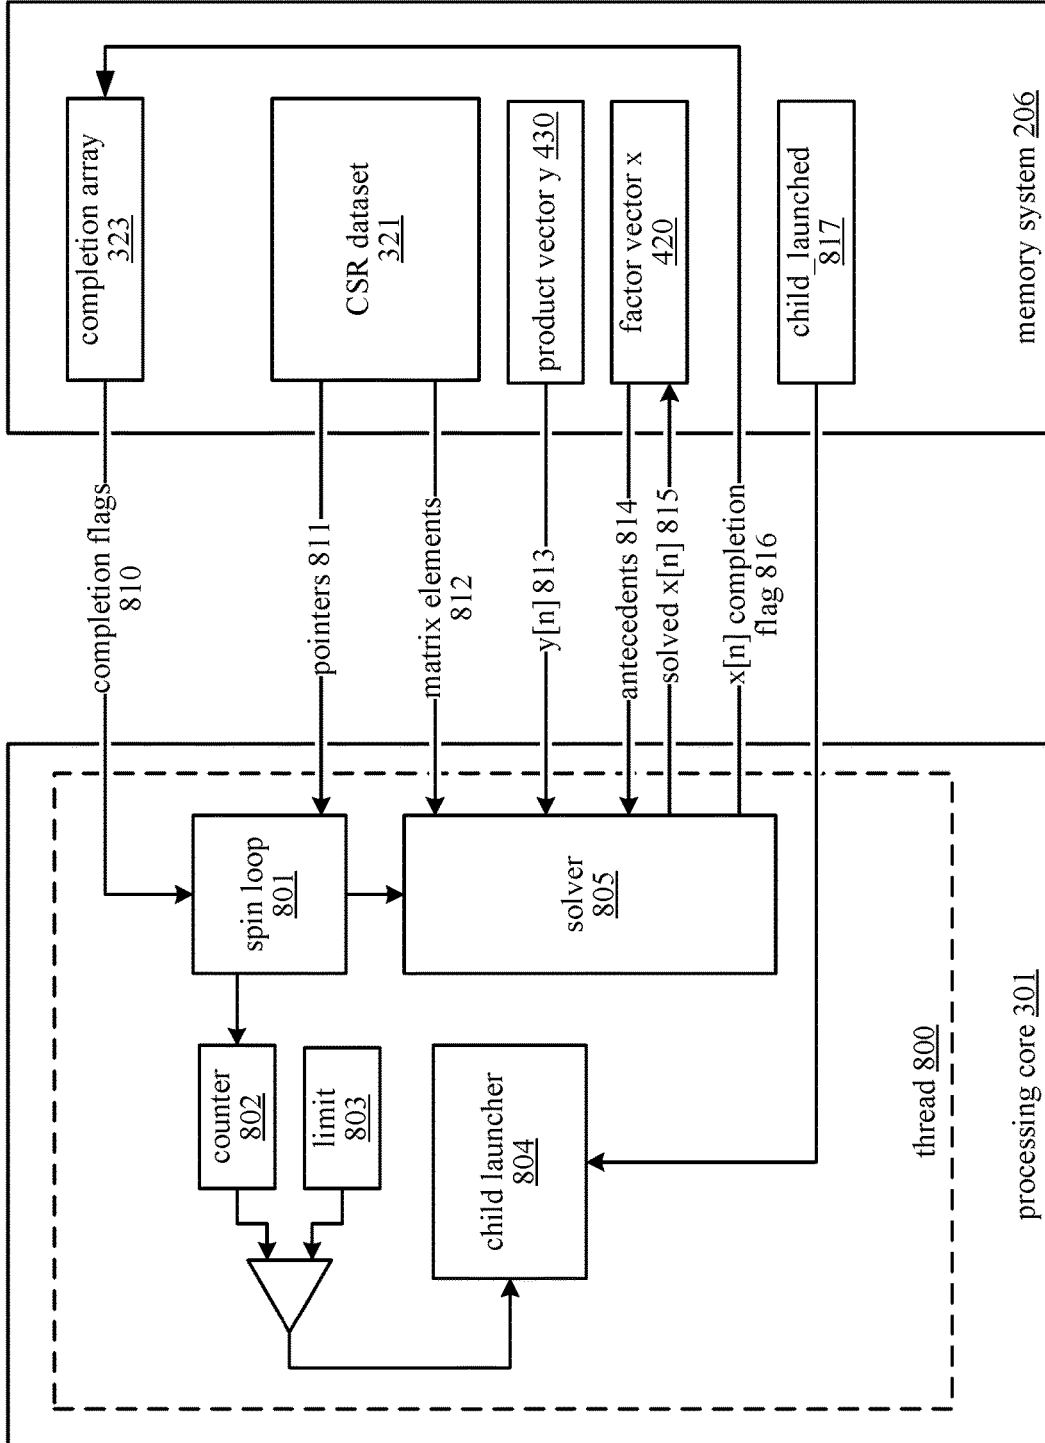 completion array
323
CSR dataset
321
product vector y 430
factor vector x
420
child_launched
817
memory system 206
completion flags
810
pointers 811
matrix elements
812
y[n] 813
antecedents 814
solved x[n] 815
x[n] completion
flag 816
spin loop
801
solver
805
counter
802
limit
803
child launcher
804
thread 800
processing core 301